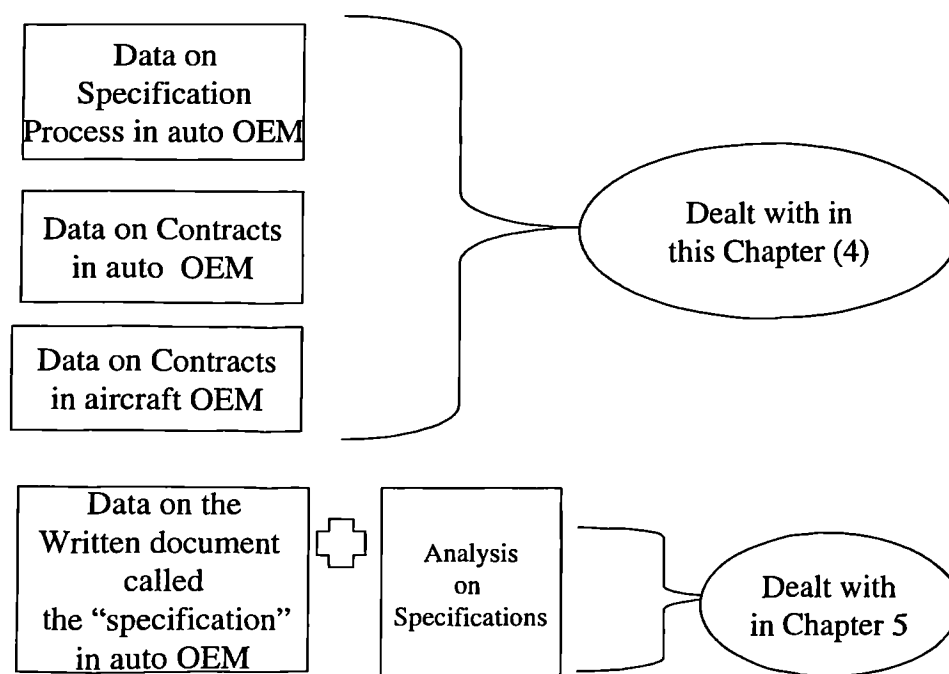 Data on
Specification
Process in auto OEM
Data on Contracts
in auto OEM
Data on Contracts
in aircraft OEM
Dealt with in
this Chapter (4)
Data on the
Written document
called
the “specification”
in auto OEM
Analysis
on
Specifications
Dealt with
in Chapter 5